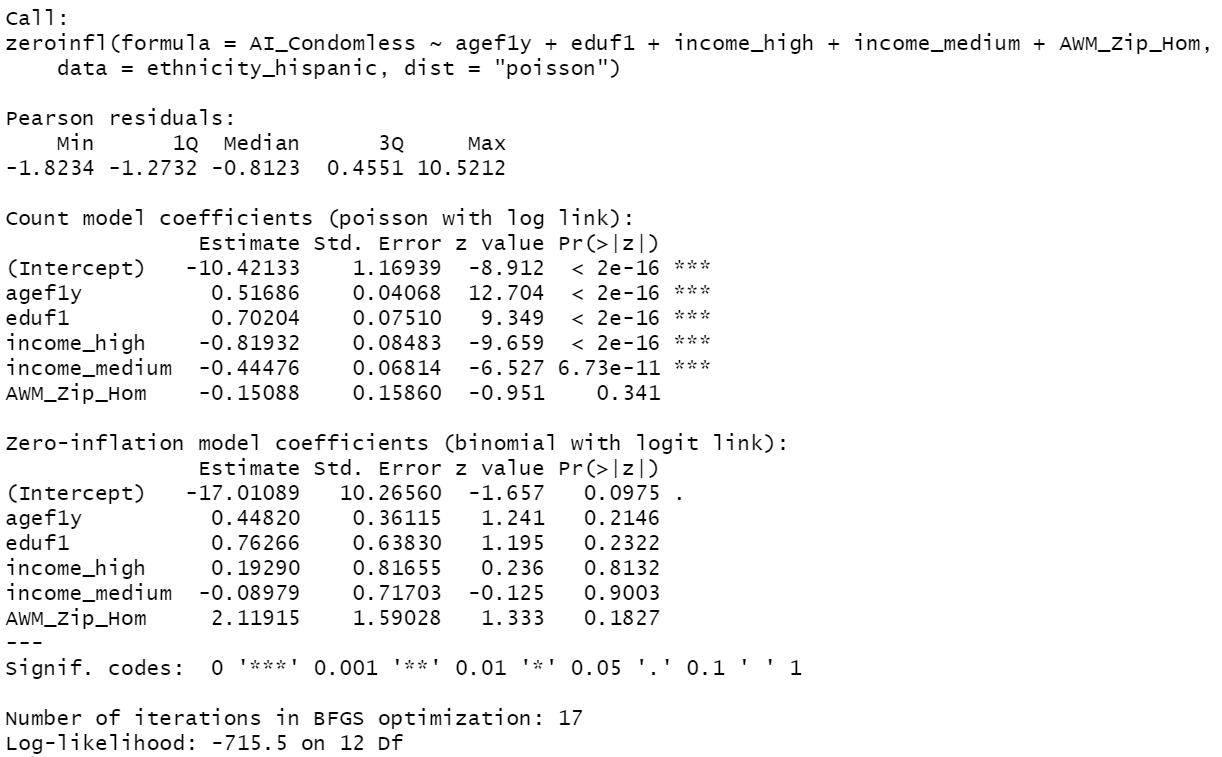 Call:
zeroinfl(formula = AI_Condomless ~ agef1y + eduf1 + income_high + income_medium + AWM_Zip_Hom,
    data = ethnicity_hispanic, dist = "poisson")

Pearson residuals:
    Min      1Q  Median      3Q     Max
-1.8234 -1.2732 -0.8123  0.4551 10.5212

Count model coefficients (poisson with log link):
               Estimate Std. Error z value Pr(>|z|)
(Intercept)   -10.42133    1.16939  -8.912  < 2e-16 ***
agef1y          0.51686    0.04068  12.704  < 2e-16 ***
eduf1           0.70204    0.07510   9.349  < 2e-16 ***
income_high    -0.81932    0.08483  -9.659  < 2e-16 ***
income_medium  -0.44476    0.06814  -6.527 6.73e-11 ***
AWM_Zip_Hom    -0.15088    0.15860  -0.951    0.341

Zero-inflation model coefficients (binomial with logit link):
               Estimate Std. Error z value Pr(>|z|)
(Intercept)   -17.01089   10.26560  -1.657   0.0975 .
agef1y          0.44820    0.36115   1.241   0.2146
eduf1           0.76266    0.63830   1.195   0.2322
income_high     0.19290    0.81655   0.236   0.8132
income_medium  -0.08979    0.71703  -0.125   0.9003
AWM_Zip_Hom     2.11915    1.59028   1.333   0.1827
---
Signif. codes:  0 '***' 0.001 '**' 0.01 '*' 0.05 '.' 0.1 ' ' 1

Number of iterations in BFGS optimization: 17
Log-likelihood: -715.5 on 12 Df